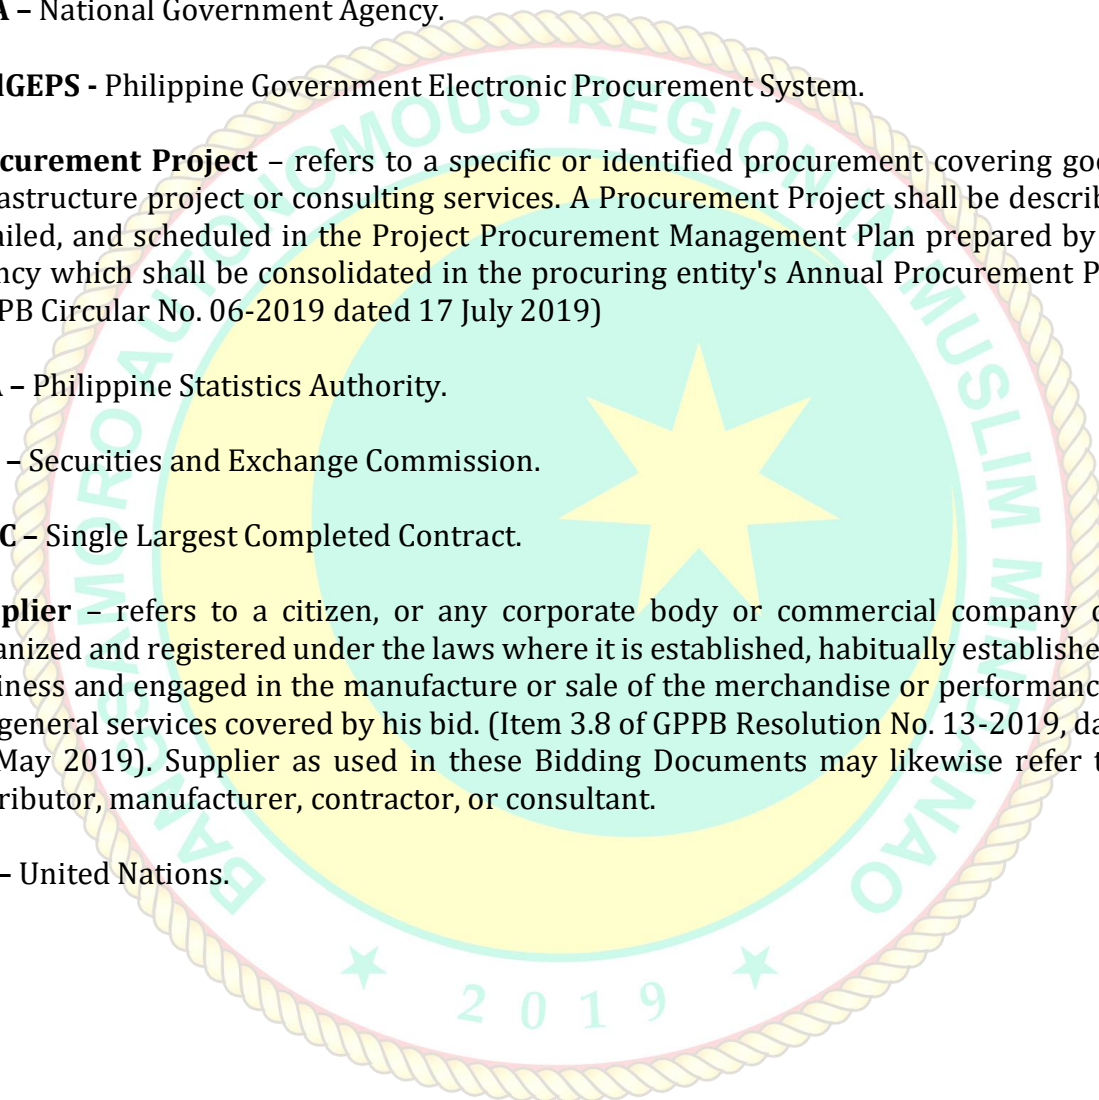 A – National Government Agency.
lGEPS - Philippine Government Electronic Procurement System.
curement Project – refers to a specific or identified procurement covering goo
astructure project or consulting services. A Procurement Project shall be describ
iled, and scheduled in the Project Procurement Management Plan prepared by
ncy which shall be consolidated in the procuring entity's Annual Procurement P
PB Circular No. 06-2019 dated 17 July 2019)
– Philippine Statistics Authority.
– Securities and Exchange Commission.
C – Single Largest Completed Contract.
plier – refers to a citizen, or any corporate body or commercial company d
anized and registered under the laws where it is established, habitually establishe
iness and engaged in the manufacture or sale of the merchandise or performanc
general services covered by his bid. (Item 3.8 of GPPB Resolution No. 13-2019, da
May 2019). Supplier as used in these Bidding Documents may likewise refer t
ributor, manufacturer, contractor, or consultant.
– United Nations.
BANGSAMORO AUTONOMOUS REGION IN MUSLIM MINDANAO
2019